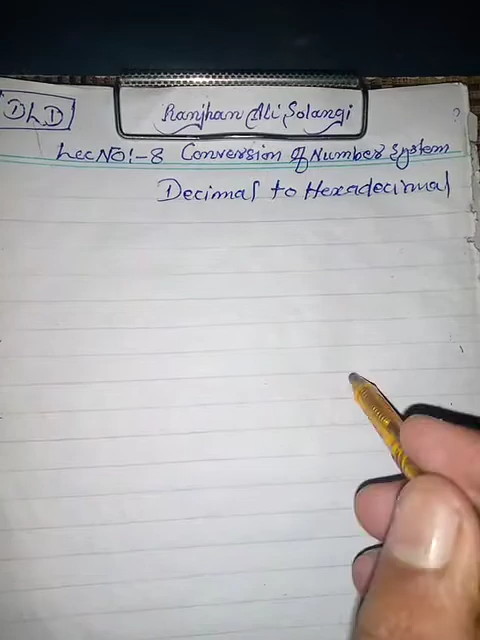 DLD
Ranjhan Ali Solangi
?
Lec NO:-8 Conversion of Number System
Decimal to Hexadecimal